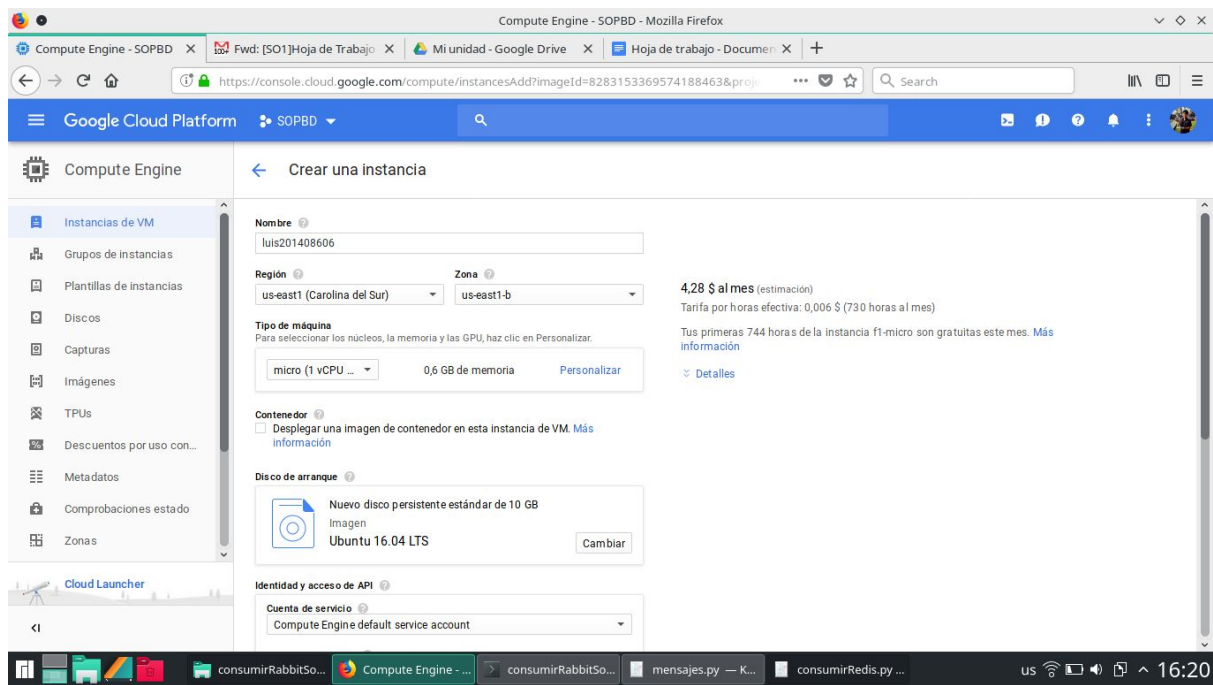 Compute Engine - SOPBD - Mozilla Firefox
Compute Engine - SOPBD
Fwd: [SO1]Hoja de Trabajo
Mi unidad - Google Drive
Hoja de trabajo - Documen
https://console.cloud.google.com/compute/instancesAdd?imageId=8283153369574188463&proje
Search
Google Cloud Platform
SOPBD
Compute Engine
Crear una instancia
Instancias de VM
Grupos de instancias
Plantillas de instancias
Discos
Capturas
Imágenes
TPUs
Descuentos por uso con...
Metadatos
Comprobaciones estado
Zonas
Cloud Launcher
Nombre
luis201408606
Región
Zona
us-east1 (Carolina del Sur)
us-east1-b
Tipo de máquina
Para seleccionar los núcleos, la memoria y las GPU, haz clic en Personalizar.
micro (1 vCPU ...
0,6 GB de memoria
Personalizar
Contenedor
Desplegar una imagen de contenedor en esta instancia de VM. Más
información
Disco de arranque
Nuevo disco persistente estándar de 10 GB
Imagen
Ubuntu 16.04 LTS
Cambiar
Identidad y acceso de API
Cuenta de servicio
Compute Engine default service account
4,28 $ al mes (estimación)
Tarifa por horas efectiva: 0,006 $ (730 horas al mes)
Tus primeras 744 horas de la instancia f1-micro son gratuitas este mes. Más
información
Detalles
consumirRabbitSo...
Compute Engine - ...
consumirRabbitSo...
mensajes.py — K...
consumirRedis.py ...
us
16:20